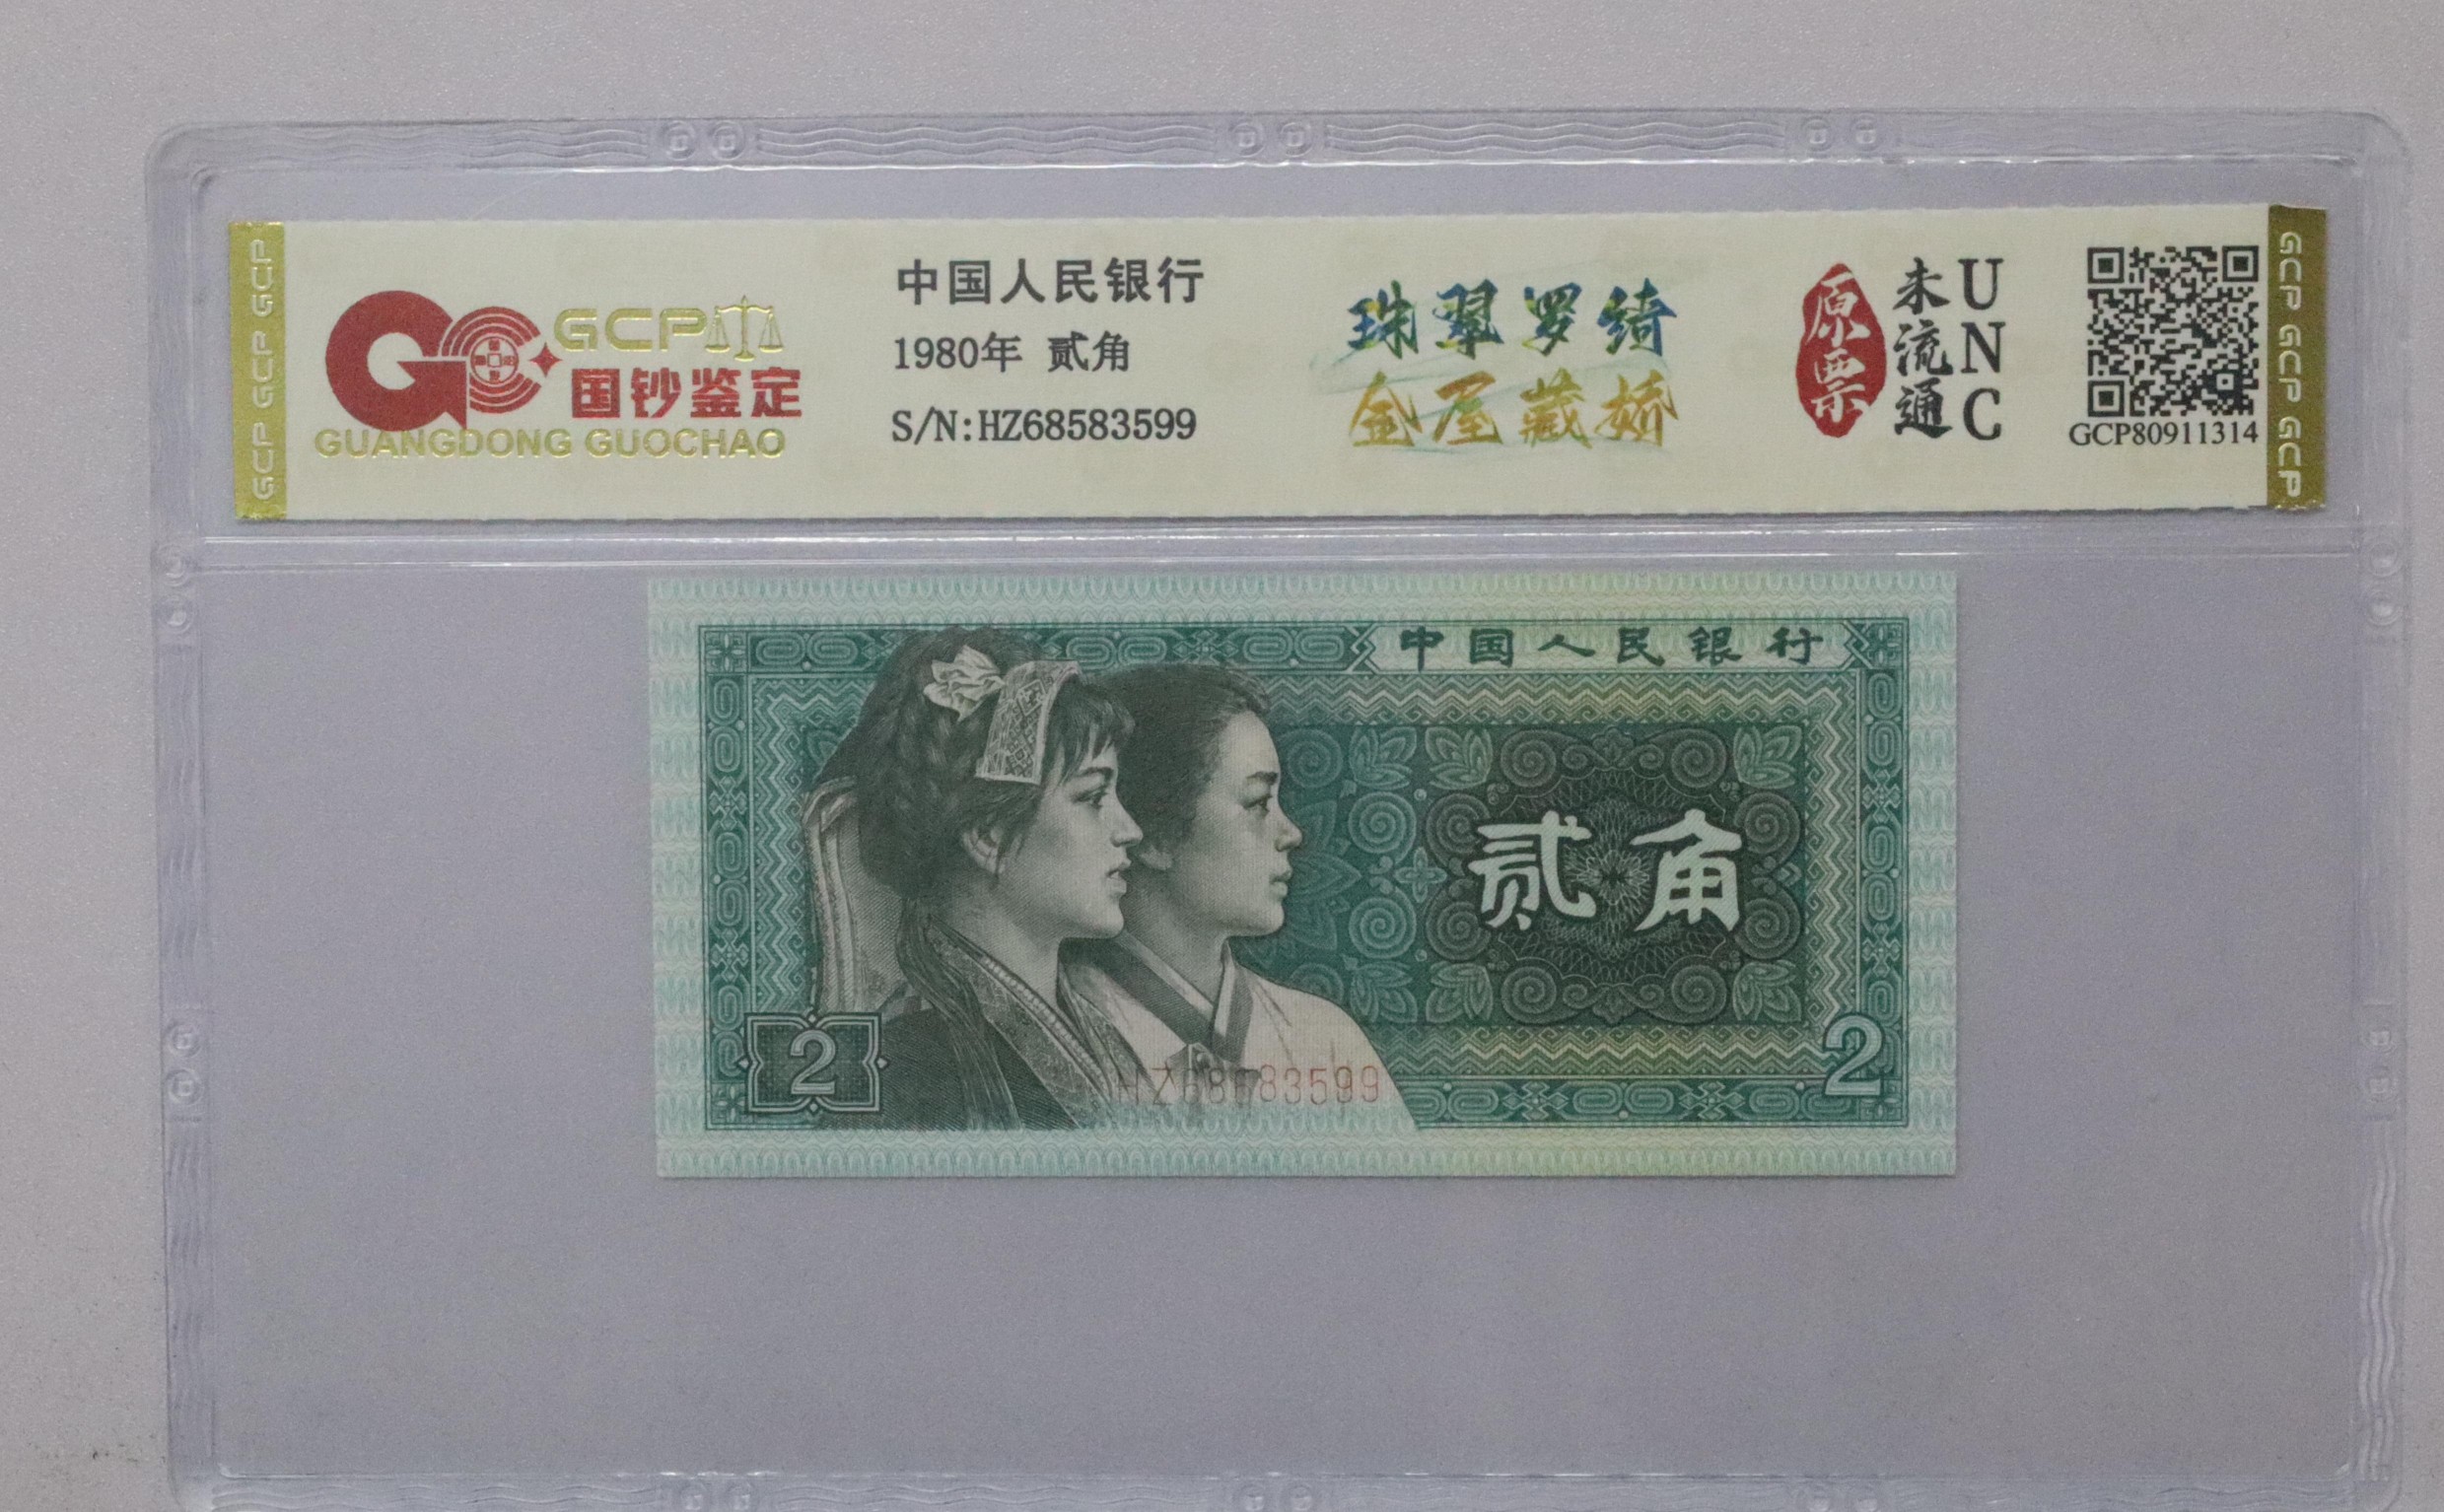 GCP GCP GCP
GCP
国钞鉴定
GUANGDONG GUOCHAO
中国人民银行
1980年 贰角
S/N:HZ68583599
珠翠罗绮
金屋藏娇
原票
未流通
UNC
GCP80911314
GCP GCP GCP
中国人民银行
贰角
2
HZ68583599
2